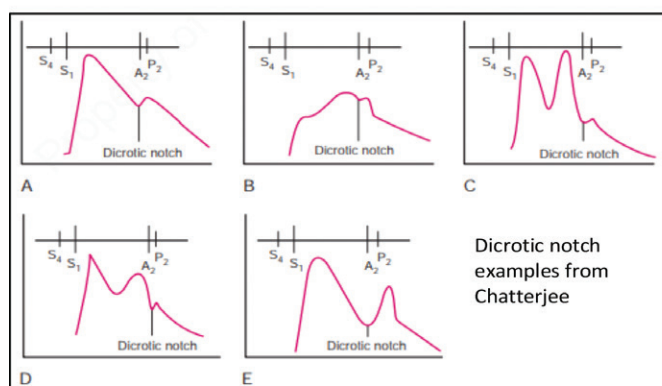 S4 S1 A2 P2
Dicrotic notch
A
S4 S1 A2 P2
Dicrotic notch
B
S4 S1 A2 P2
Dicrotic notch
C
S4 S1 A2 P2
Dicrotic notch
D
S4 S1 A2 P2
Dicrotic notch
E
Dicrotic notch
examples from
Chatterjee